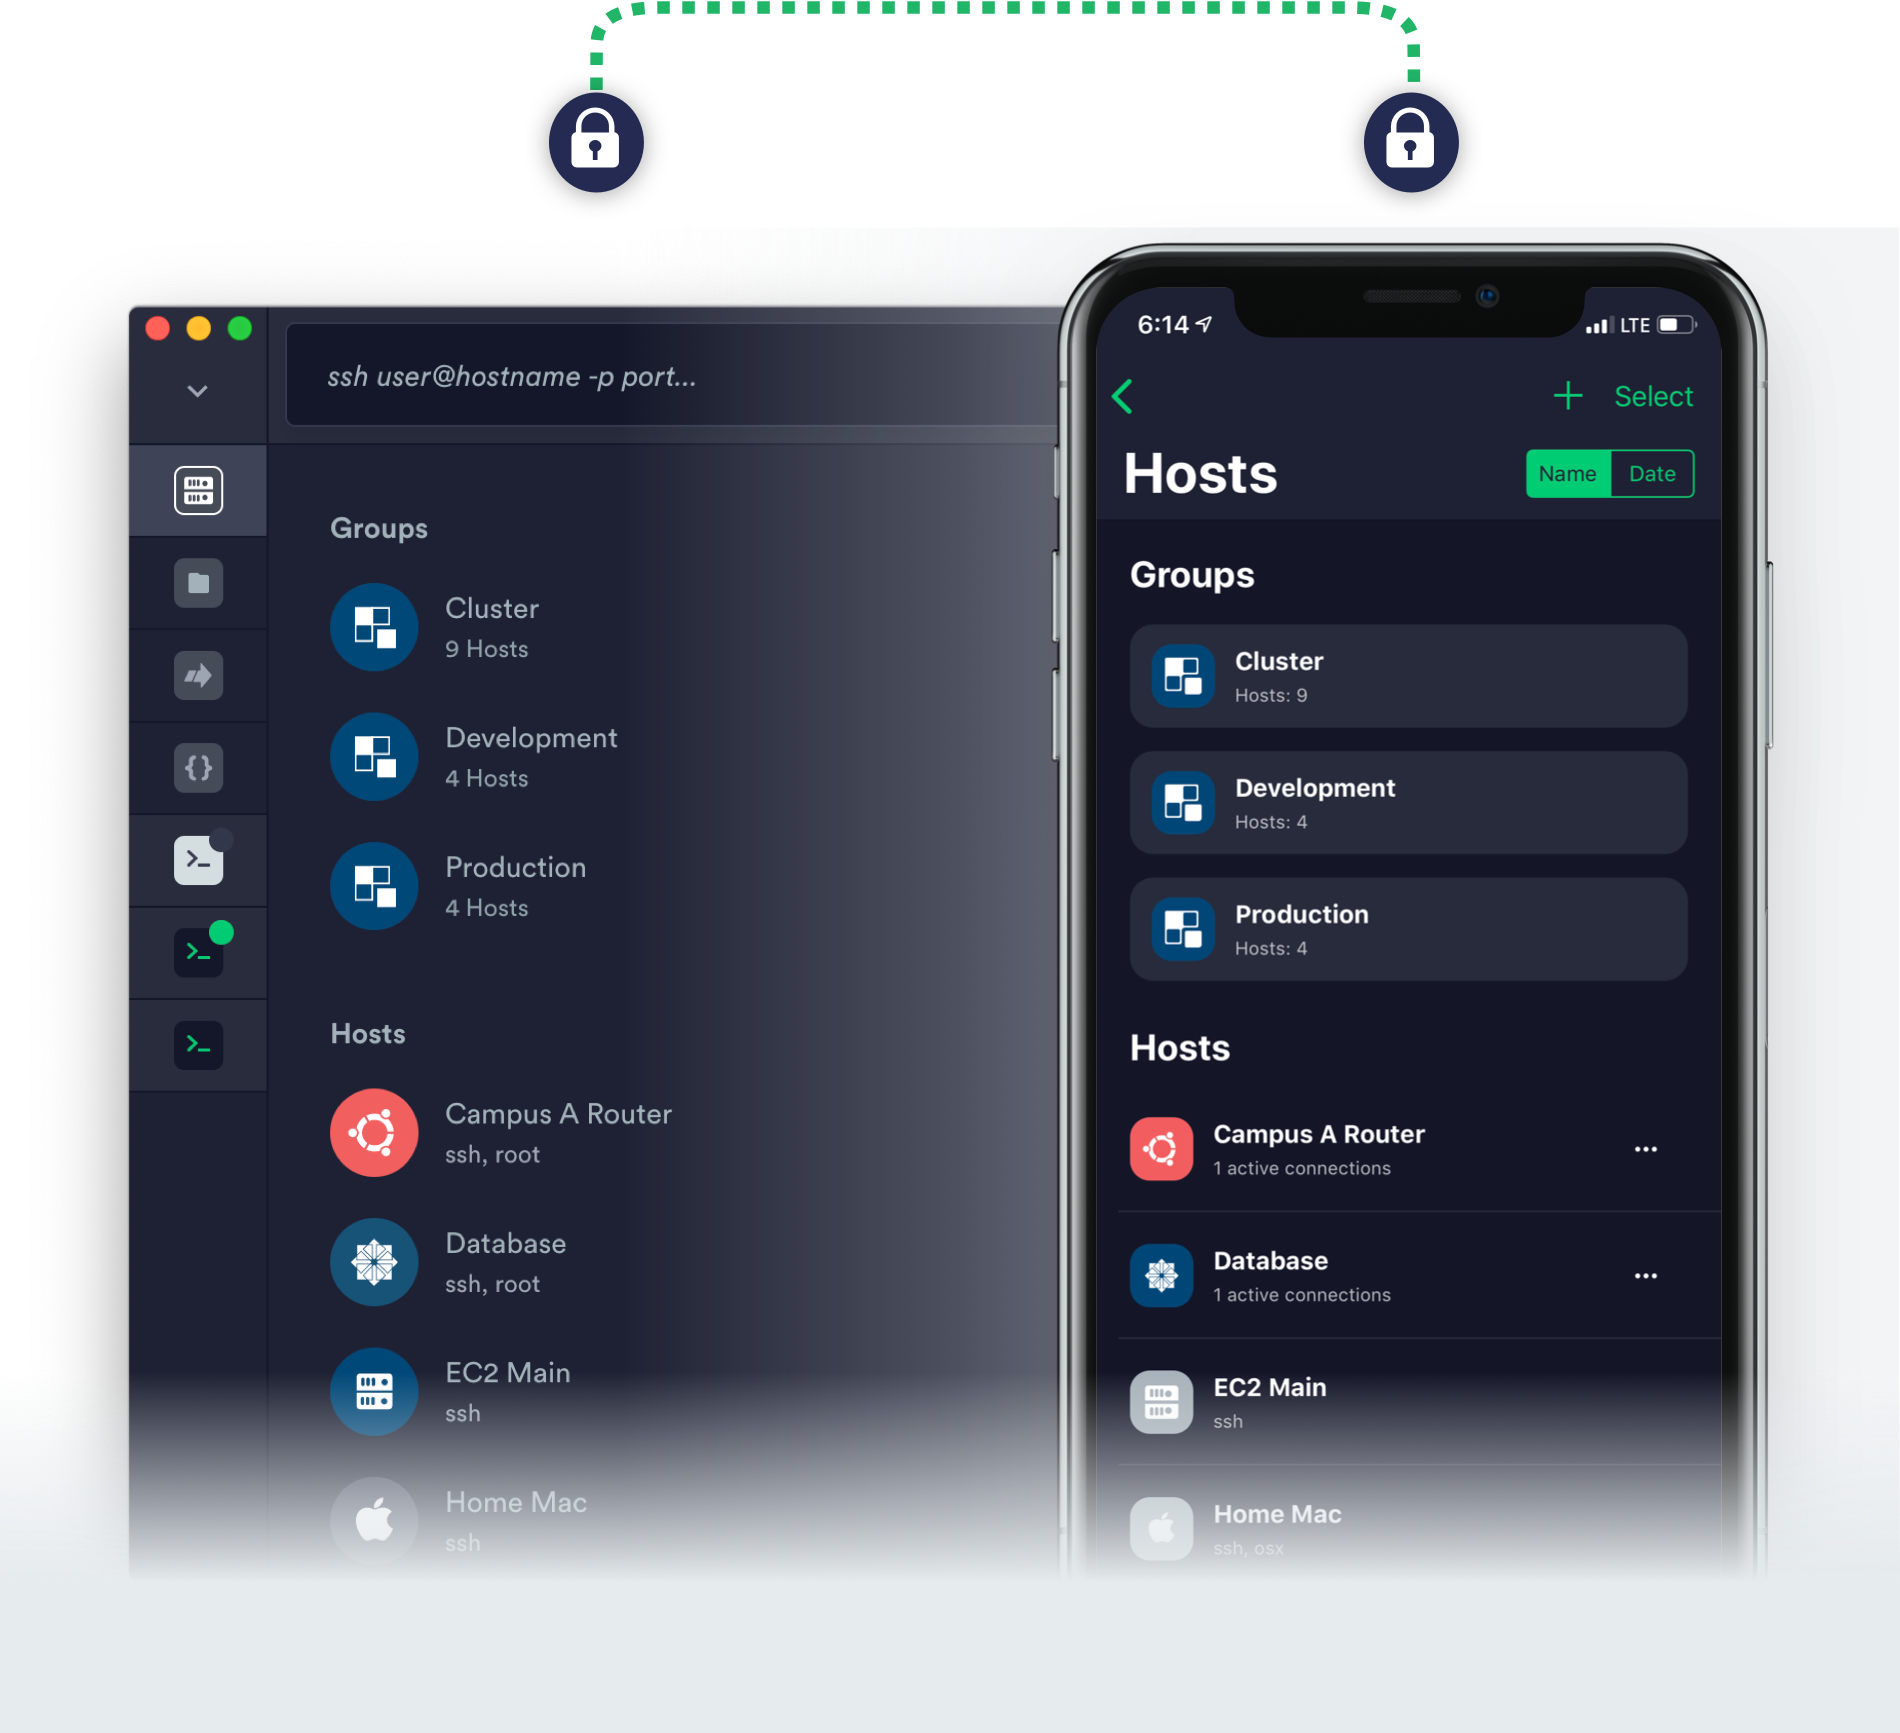 ssh user@hostname -p port...
Groups
Cluster
9 Hosts
Development
4 Hosts
Production
4 Hosts
Hosts
Campus A Router
ssh, root
Database
ssh, root
EC2 Main
ssh
Home Mac
ssh
6:14
LTE
Select
Hosts
Name
Date
Groups
Cluster
Hosts: 9
Development
Hosts: 4
Production
Hosts: 4
Hosts
Campus A Router
1 active connections
Database
1 active connections
EC2 Main
ssh
Home Mac
ssh, osx